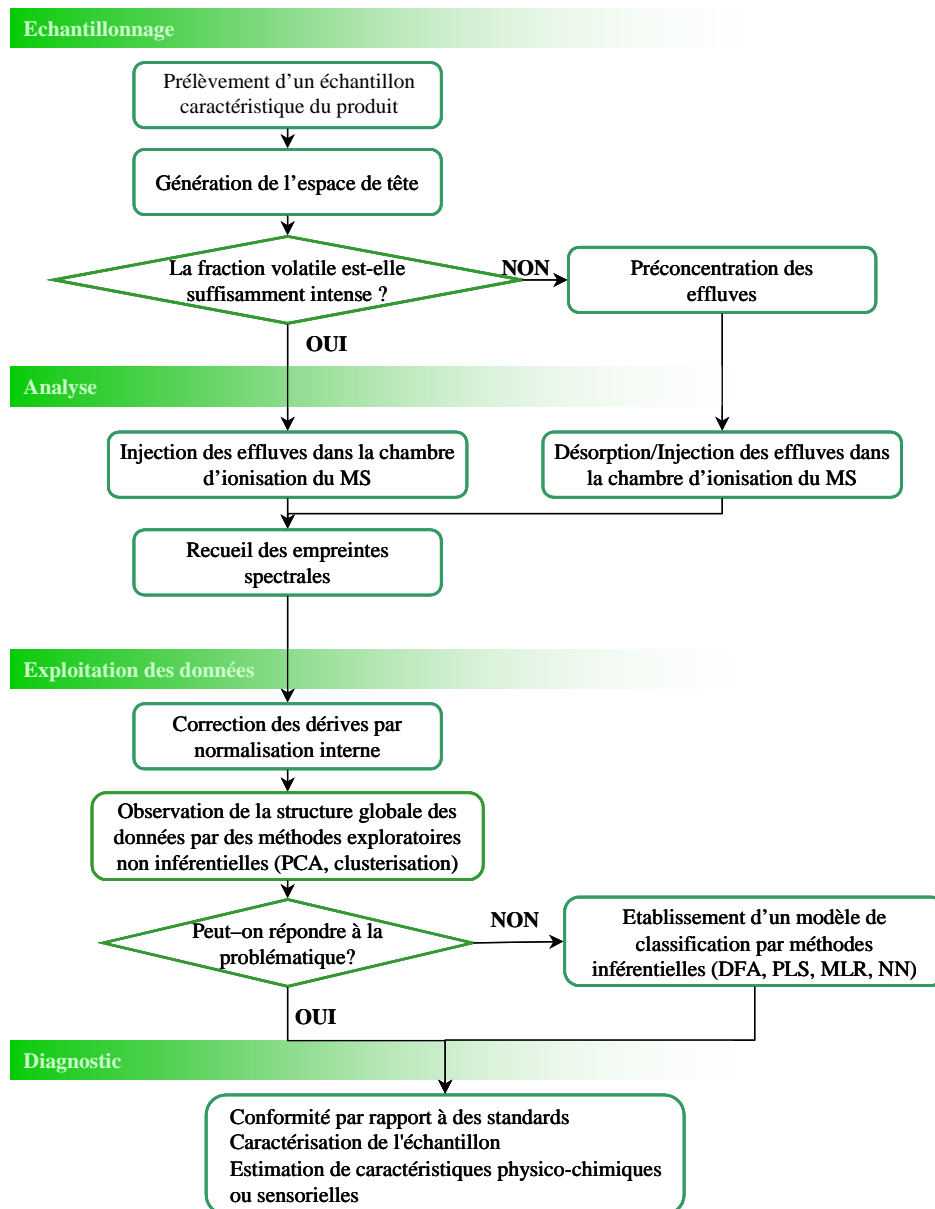 Echantillonnage
Prélèvement d’un échantillon
caractéristique du produit
Génération de l’espace de tête
La fraction volatile est-elle
suffisamment intense ?
NON
Préconcentration des
effluves
OUI
Analyse
Injection des effluves dans la chambre
d’ionisation du MS
Désorption/Injection des effluves dans
la chambre d’ionisation du MS
Recueil des empreintes
spectrales
Exploitation des données
Correction des dérives par
normalisation interne
Observation de la structure globale des
données par des méthodes exploratoires
non inférentielles (PCA, clusterisation)
Peut–on répondre à la
problématique?
NON
Etablissement d’un modèle de
classification par méthodes
inférentielles (DFA, PLS, MLR, NN)
OUI
Diagnostic
Conformité par rapport à des standards
Caractérisation de l'échantillon
Estimation de caractéristiques physico-chimiques
ou sensorielles